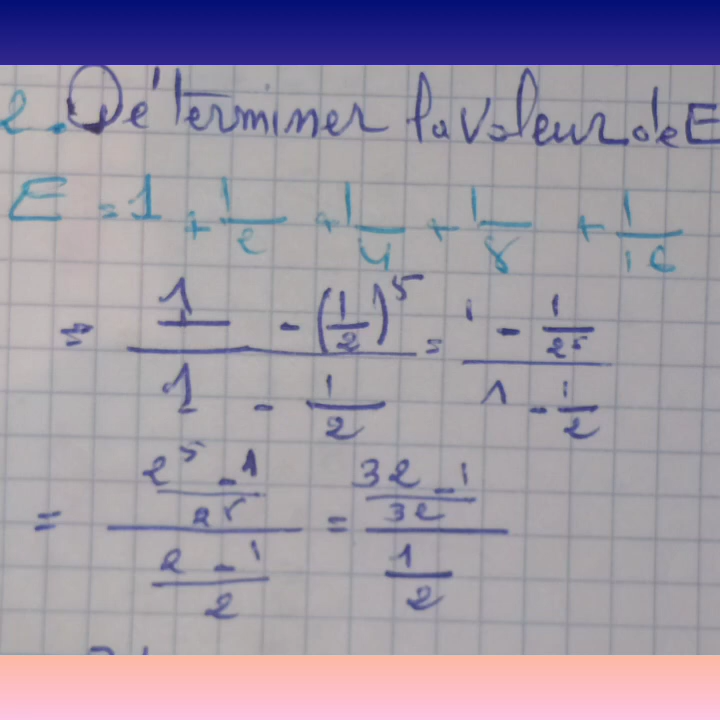 2. Déterminer la valeur de E
E = 1 + 1/2 + 1/4 + 1/8 + 1/16
⇒ (1 - (1/2)^5)/(1 - 1/2) = (1 - 1/2^5)/(1 - 1/2)
= ((2^5 - 1)/2^5)/((2 - 1)/2) = ((32 - 1)/32)/(1/2)